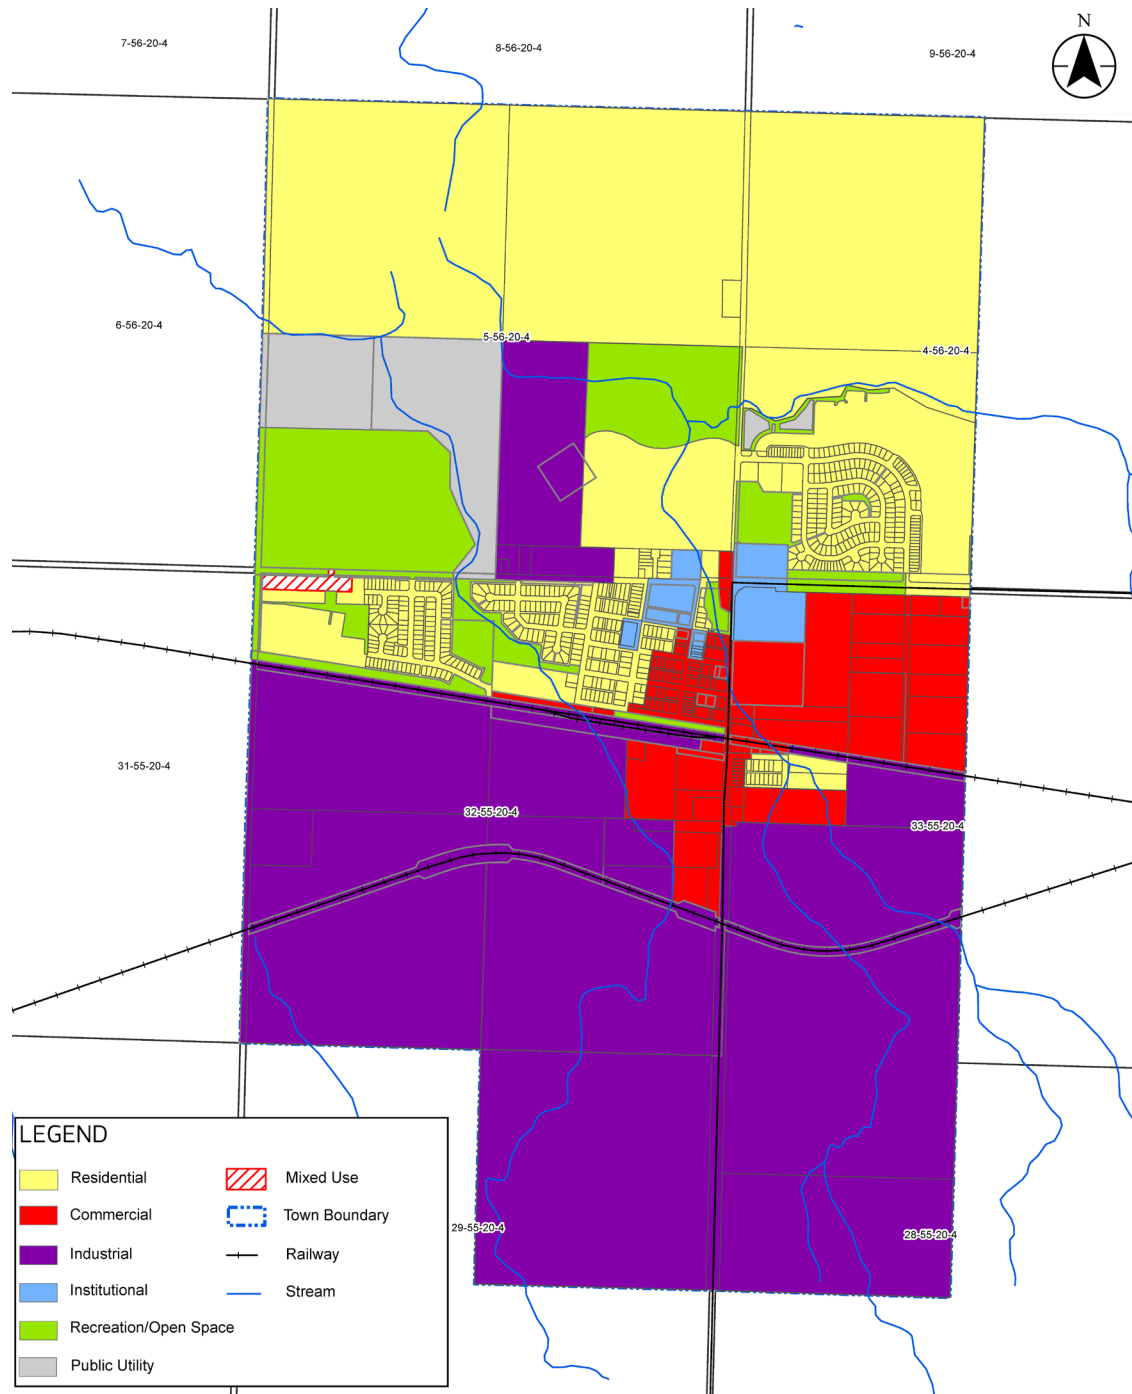 N
7-56-20-4
8-56-20-4
9-56-20-4
6-56-20-4
5-56-20-4
4-56-20-4
31-55-20-4
32-55-20-4
33-55-20-4
29-55-20-4
28-55-20-4
LEGEND
Residential
Commercial
Industrial
Institutional
Recreation/Open Space
Public Utility
Mixed Use
Town Boundary
Railway
Stream